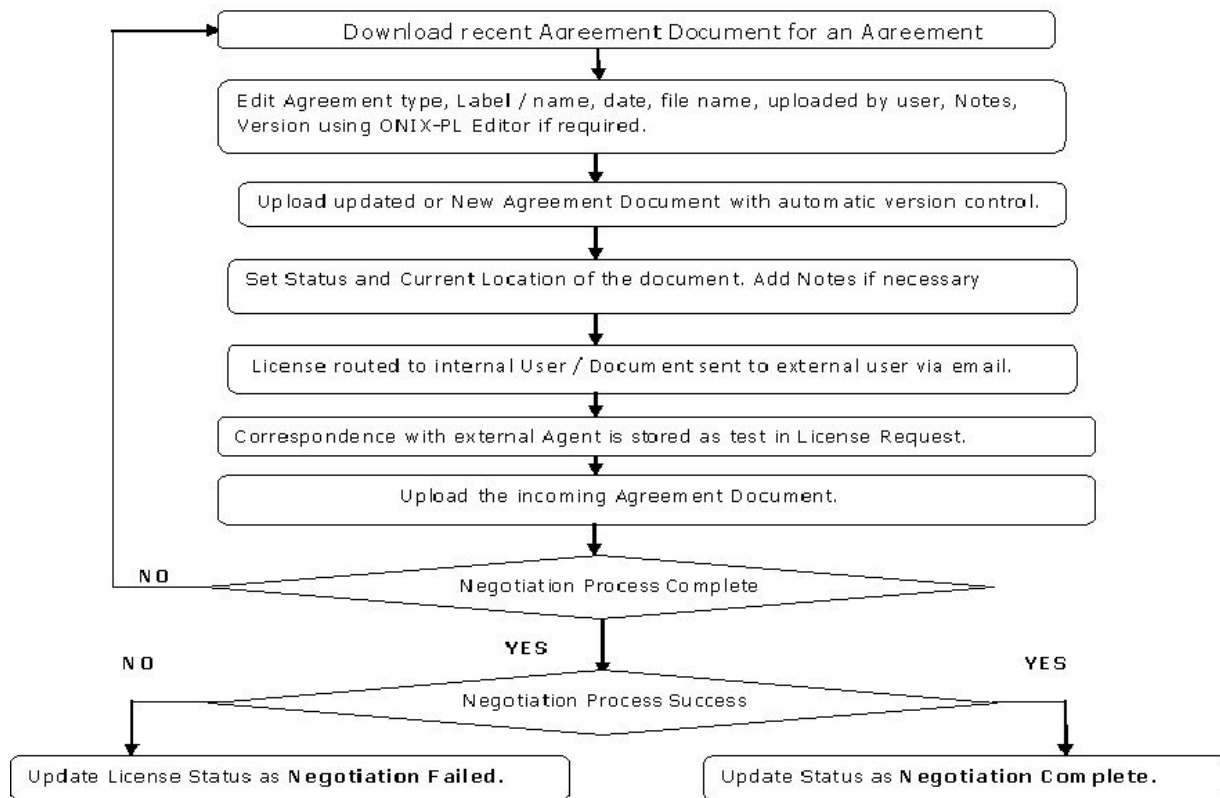 Download recent Agreement Document for an Agreement
Edit Agreement type, Label / name, date, file name, uploaded by user, Notes,
Version using ONIX-PL Editor if required.
Upload updated or New Agreement Document with automatic version control.
Set Status and Current Location of the document. Add Notes if necessary
License routed to internal User / Document sent to external user via email.
Correspondence with external Agent is stored as test in License Request.
Upload the incoming Agreement Document.
NO
Negotiation Process Complete
YES
NO
YES
Negotiation Process Success
Update License Status as Negotiation Failed.
Update Status as Negotiation Complete.